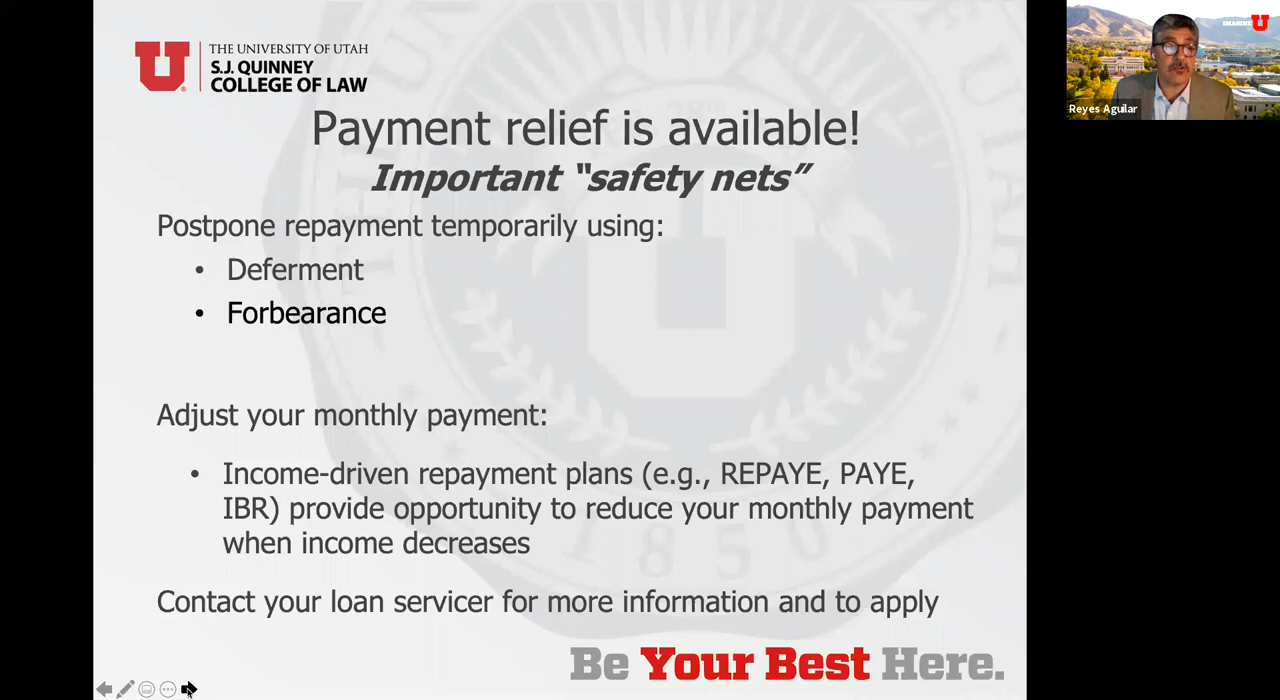 THE UNIVERSITY OF UTAH
S.J. QUINNEY
COLLEGE OF LAW
Payment relief is available!
Important “safety nets”
Postpone repayment temporarily using:
• Deferment
• Forbearance
Adjust your monthly payment:
• Income-driven repayment plans (e.g., REPAYE, PAYE,
IBR) provide opportunity to reduce your monthly payment
when income decreases
Contact your loan servicer for more information and to apply
1850
Be Your Best Here.
Reyes Aguilar